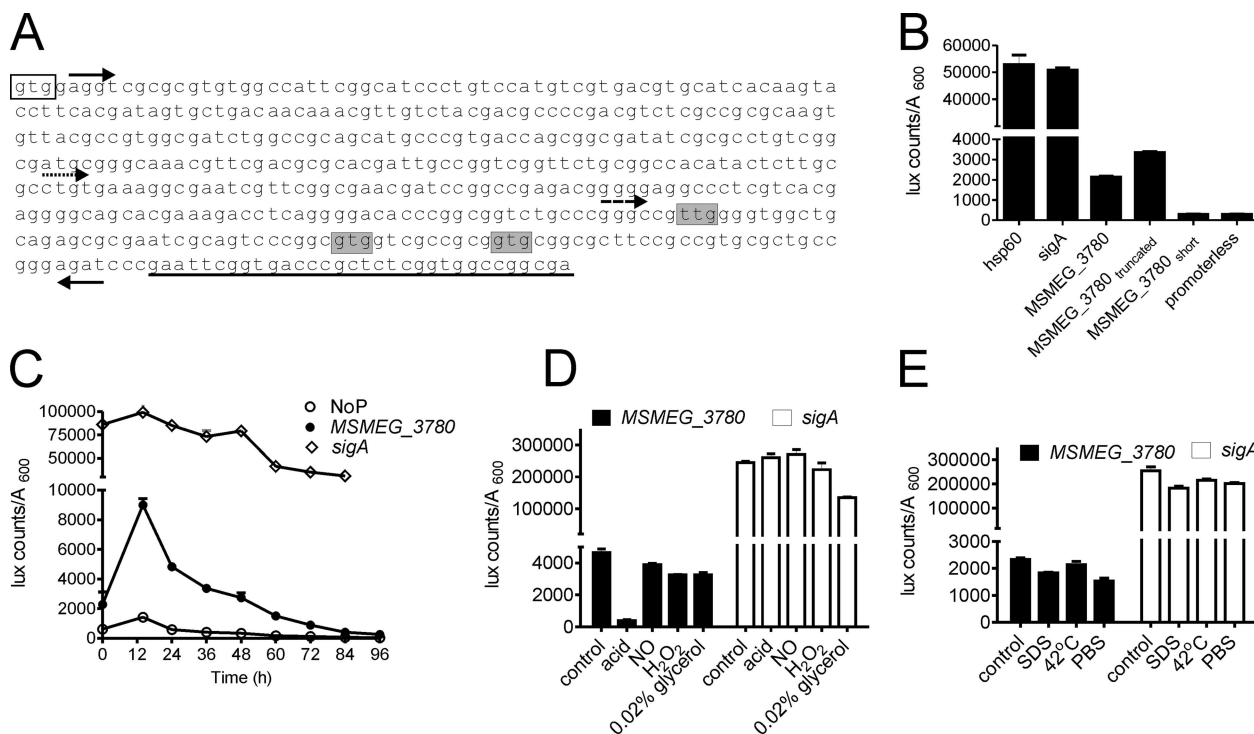 A
gtggaggtcgcgcgtgtggccattcggcatccctgtccatgtcgtgacgtgcatcacaagta
cgatgcgggcaaacgttcgacgcgcacgattgccggtcggttctgcggccacatactcttgc
gcctgtgaaaggcgaatcgttcggcgaacgatccggccgagacggggaggccctcgtcacg
aggggcagcacgaaagacctcaggggacacccggcggtctgcccgggccgttggggtggctg
cagagcgcgaatcgcagtcccggcgtggtcgccgcggtgcggcgcttccgccgtgcgctgcc
gggagatcccgaattcggtgacccgctctcggtggccggcga
B
lux counts/A 600
60000
50000
40000
4000
3000
2000
1000
0
hsp60
sigA
MSMEG_3780
MSMEG_3780 truncated
MSMEG_3780 short
promoterless
C
NoP
MSMEG_3780
sigA
lux counts/A 600
100000
75000
50000
10000
8000
6000
4000
2000
0
0 12 24 36 48 60 72 84 96
Time (h)
D
MSMEG_3780 sigA
lux counts/A 600
300000
200000
100000
4000
2000
0
control acid NO H₂O₂ 0.02% glycerol control acid NO H₂O₂ 0.02% glycerol
E
MSMEG_3780 sigA
lux counts/A 600
300000
200000
100000
3000
2000
1000
0
control SDS 42°C PBS control SDS 42°C PBS